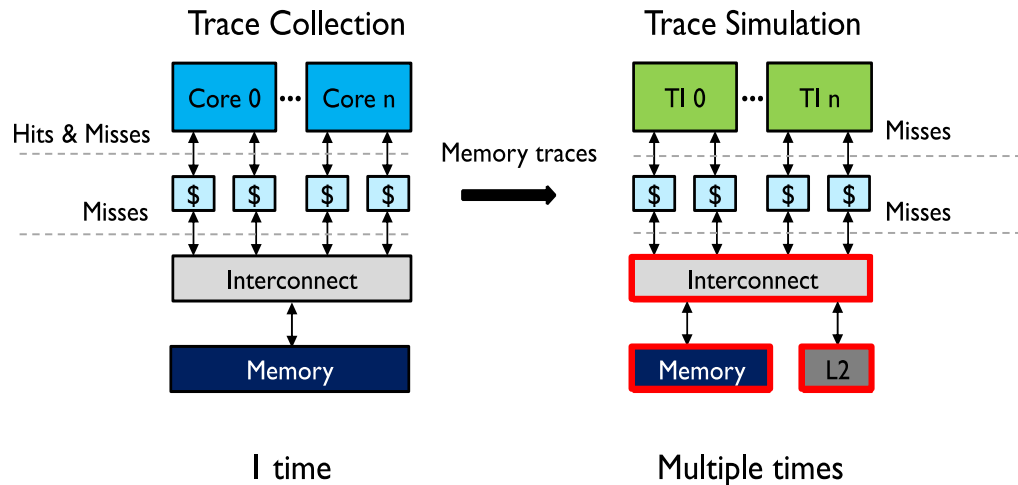 Trace Collection
Trace Simulation
Core 0
...
Core n
TI 0
...
TI n
Hits & Misses
Misses
Memory traces
$
$
$
$
$
$
$
$
Misses
Misses
Interconnect
Interconnect
Memory
Memory
L2
1 time
Multiple times